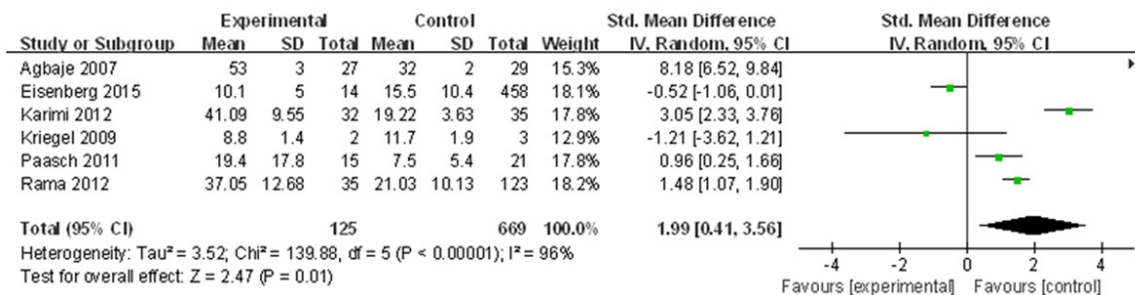 Experimental Control Std. Mean Difference Std. Mean Difference
Study or Subgroup Mean SD Total Mean SD Total Weight IV, Random, 95% CI IV, Random, 95% CI
Agbaje 2007 53 3 27 32 2 29 15.3% 8.18 [6.52, 9.84]
Eisenberg 2015 10.1 5 14 15.5 10.4 458 18.1% -0.52 [-1.06, 0.01]
Karimi 2012 41.09 9.55 32 19.22 3.63 35 17.8% 3.05 [2.33, 3.76]
Kriegel 2009 8.8 1.4 2 11.7 1.9 3 12.9% -1.21 [-3.62, 1.21]
Paasch 2011 19.4 17.8 15 7.5 5.4 21 17.8% 0.96 [0.25, 1.66]
Rama 2012 37.05 12.68 35 21.03 10.13 123 18.2% 1.48 [1.07, 1.90]
Total (95% CI) 125 669 100.0% 1.99 [0.41, 3.56]
Heterogeneity: Tau² = 3.52; Chi² = 139.88, df = 5 (P < 0.00001); I² = 96%
Test for overall effect: Z = 2.47 (P = 0.01)
-4 -2 0 2 4
Favours [experimental] Favours [control]